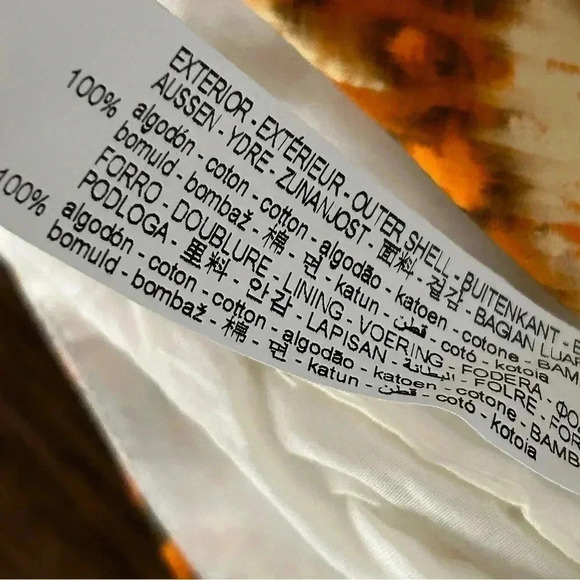 EXTERIOR - EXTÉRIEUR - OUTER SHELL - BUITENKANT -
AUSSEN - YDRE - ZUNANJOST - 面料 - 겉감 - BAGIAN LUAR
100% algodón - coton - cotton - algodão - katoen - cotone - BAM
bomuld - bombaž - 棉 - 면 - katun - قطن - cotó - kotoia
FORRO - DOUBLURE - LINING - VOERING - FODERA - ΦΟ
PODLOGA - 里料 - 안감 - LAPISAN - البطانة - FOLRE - FOR
100% algodón - coton - cotton - algodão - katoen - cotone - BAMB
bomuld - bombaž - 棉 - 면 - katun - قطن - cotó - kotoia